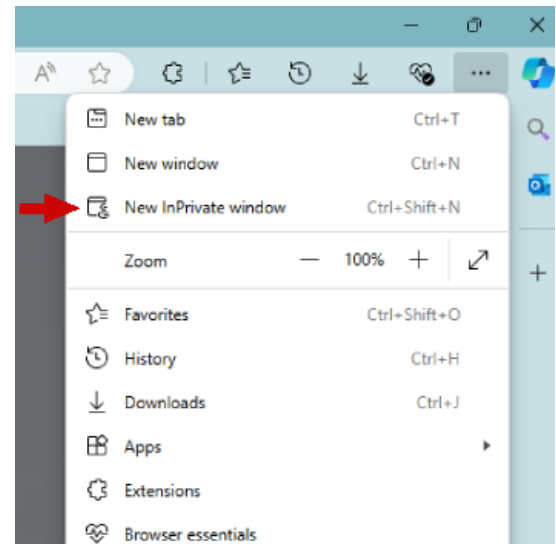 A
New tab Ctrl+T
New window Ctrl+N
New InPrivate window Ctrl+Shift+N
Zoom — 100% +
Favorites Ctrl+Shift+O
History Ctrl+H
Downloads Ctrl+J
Apps
Extensions
Browser essentials